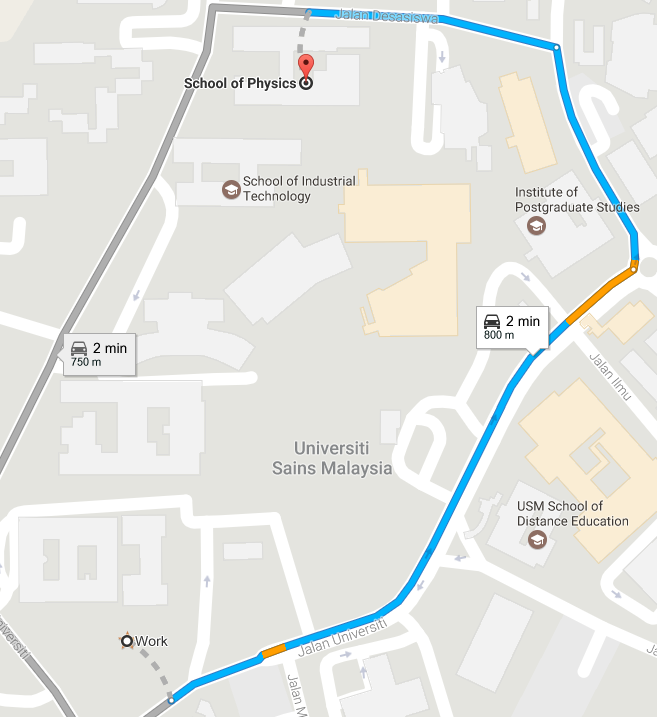 Jalan Desasiswa
School of Physics
School of Industrial
Technology
Institute of
Postgraduate Studies
2 min
800 m
2 min
750 m
Jalan Ilmu
Universiti
Sains Malaysia
USM School of
Distance Education
Work
Jalan Universiti
Jalan M